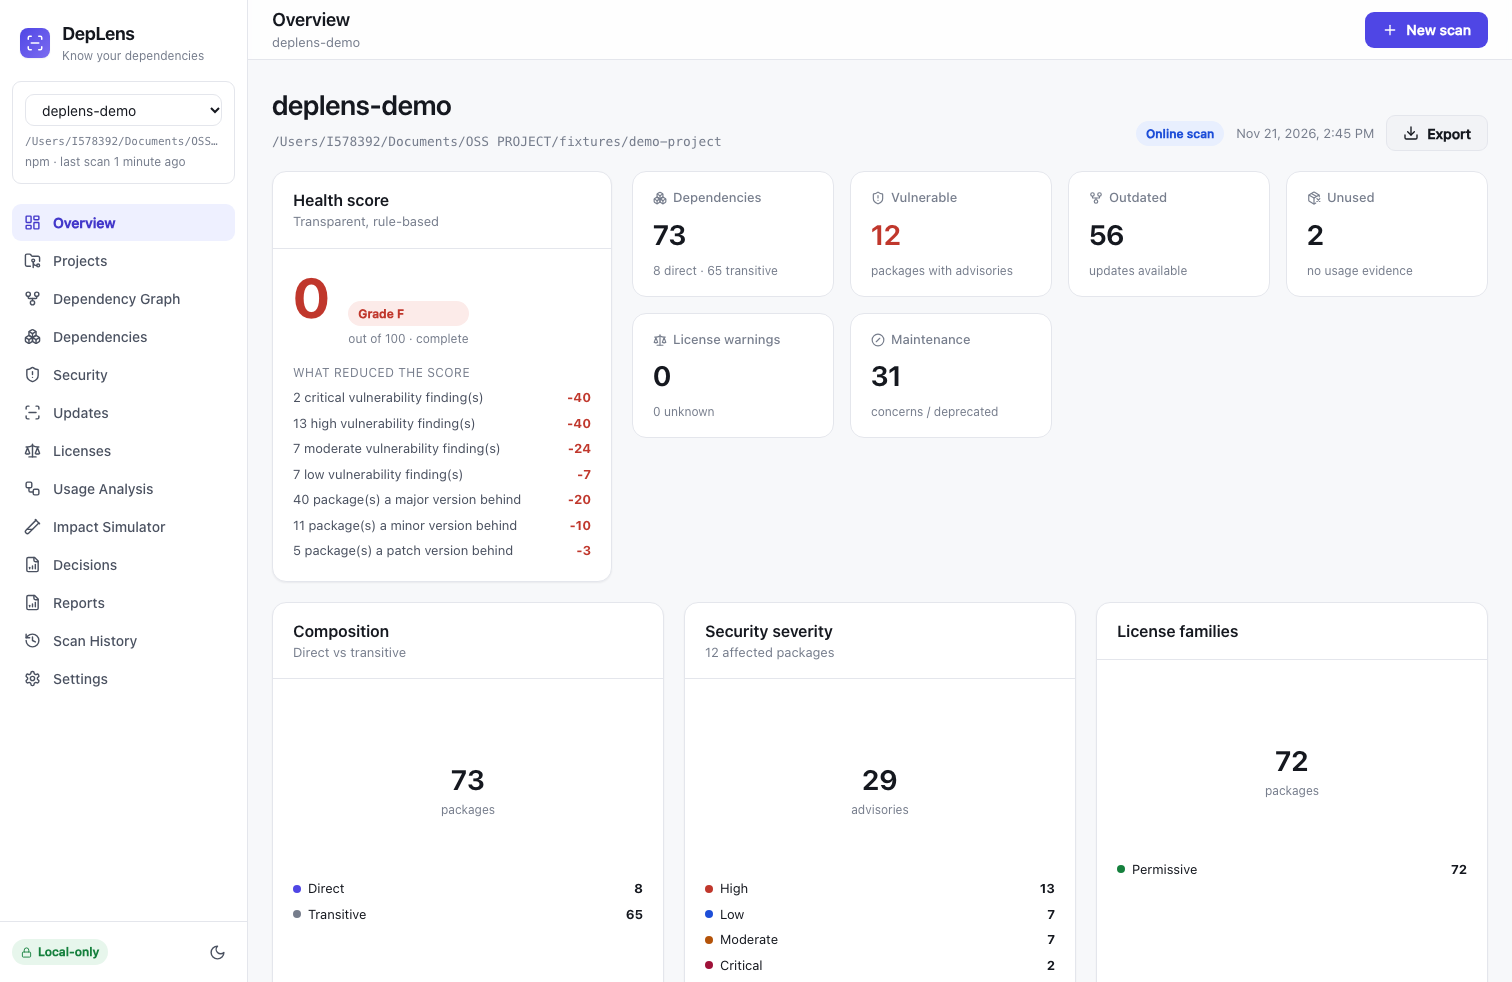 DepLens
Know your dependencies
deplens-demo
/Users/I578392/Documents/OSS…
npm · last scan 1 minute ago
Overview
Projects
Dependency Graph
Dependencies
Security
Updates
Licenses
Usage Analysis
Impact Simulator
Decisions
Reports
Scan History
Settings
Local-only
Overview
deplens-demo
New scan
deplens-demo
/Users/I578392/Documents/OSS PROJECT/fixtures/demo-project
Online scan
Nov 21, 2026, 2:45 PM
Export
Health score
Transparent, rule-based
0
Grade F
out of 100 · complete
WHAT REDUCED THE SCORE
2 critical vulnerability finding(s) -40
13 high vulnerability finding(s) -40
7 moderate vulnerability finding(s) -24
7 low vulnerability finding(s) -7
40 package(s) a major version behind -20
11 package(s) a minor version behind -10
5 package(s) a patch version behind -3
Dependencies
73
8 direct · 65 transitive
Vulnerable
12
packages with advisories
Outdated
56
updates available
Unused
2
no usage evidence
License warnings
0
0 unknown
Maintenance
31
concerns / deprecated
Composition
Direct vs transitive
73
packages
Direct 8
Transitive 65
Security severity
12 affected packages
29
advisories
High 13
Low 7
Moderate 7
Critical 2
License families
72
packages
Permissive 72